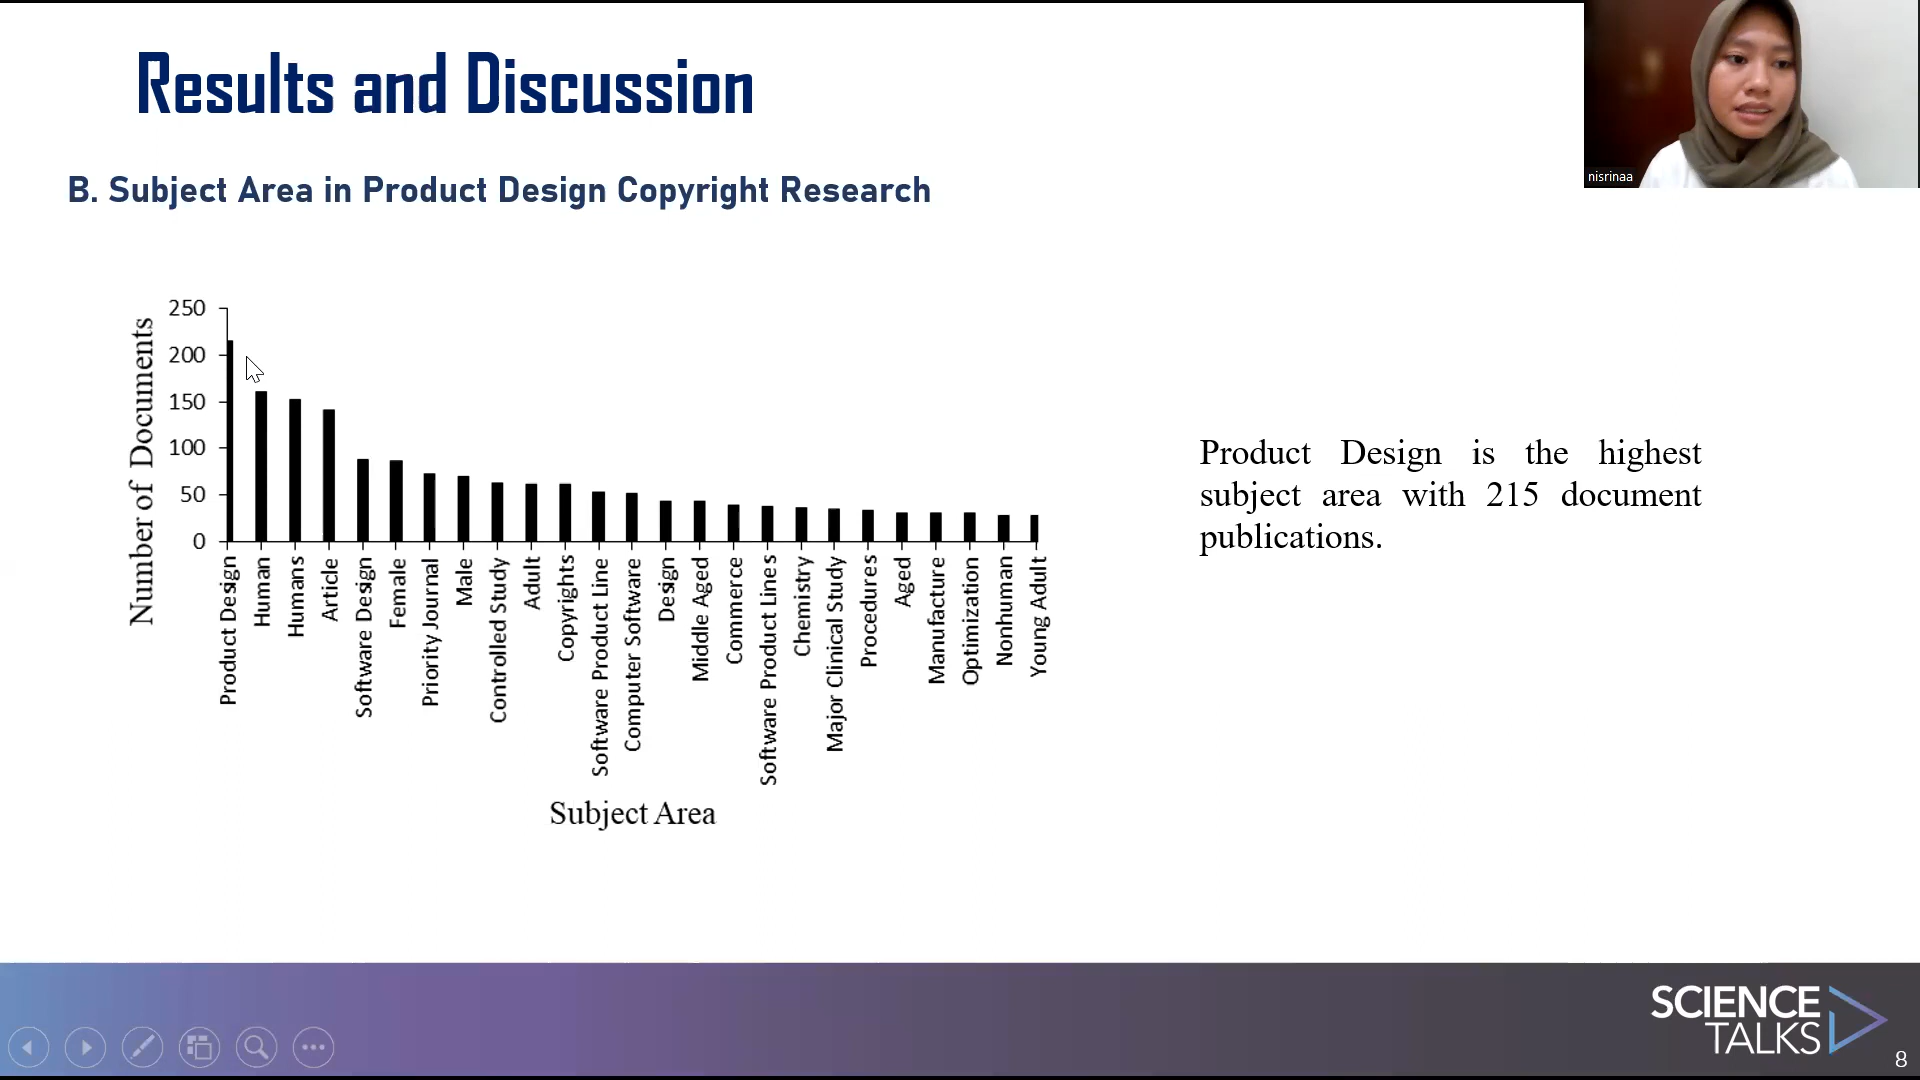 Results and Discussion
nisrinaa
B. Subject Area in Product Design Copyright Research
Number of Documents
250
200
150
100
50
0
Product Design
Human
Humans
Article
Software Design
Female
Priority Journal
Male
Controlled Study
Adult
Copyrights
Software Product Line
Computer Software
Design
Middle Aged
Commerce
Software Product Lines
Chemistry
Major Clinical Study
Procedures
Aged
Manufacture
Optimization
Nonhuman
Young Adult
Subject Area
Product Design is the highest
subject area with 215 document
publications.
SCIENCE
TALKS
8